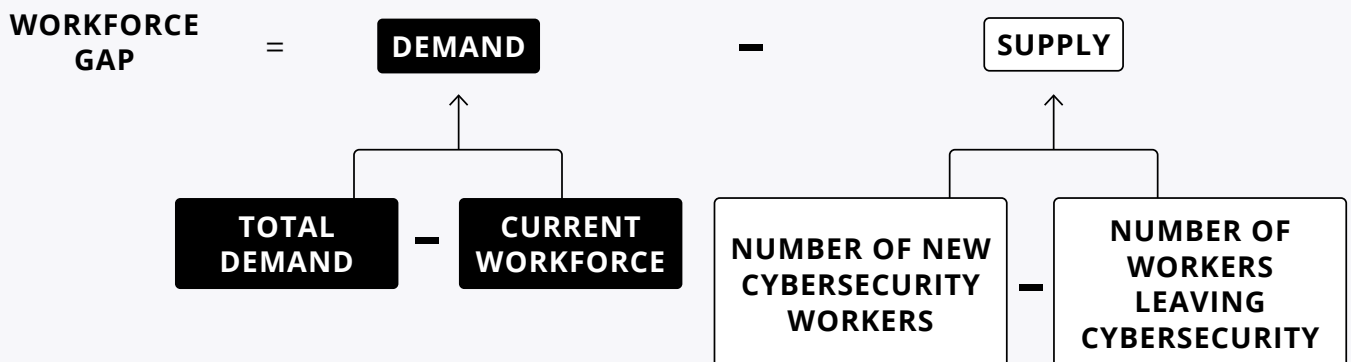 WORKFORCE
GAP
=
DEMAND
-
SUPPLY
TOTAL
DEMAND
-
CURRENT
WORKFORCE
NUMBER OF NEW
CYBERSECURITY
WORKERS
-
NUMBER OF
WORKERS
LEAVING
CYBERSECURITY